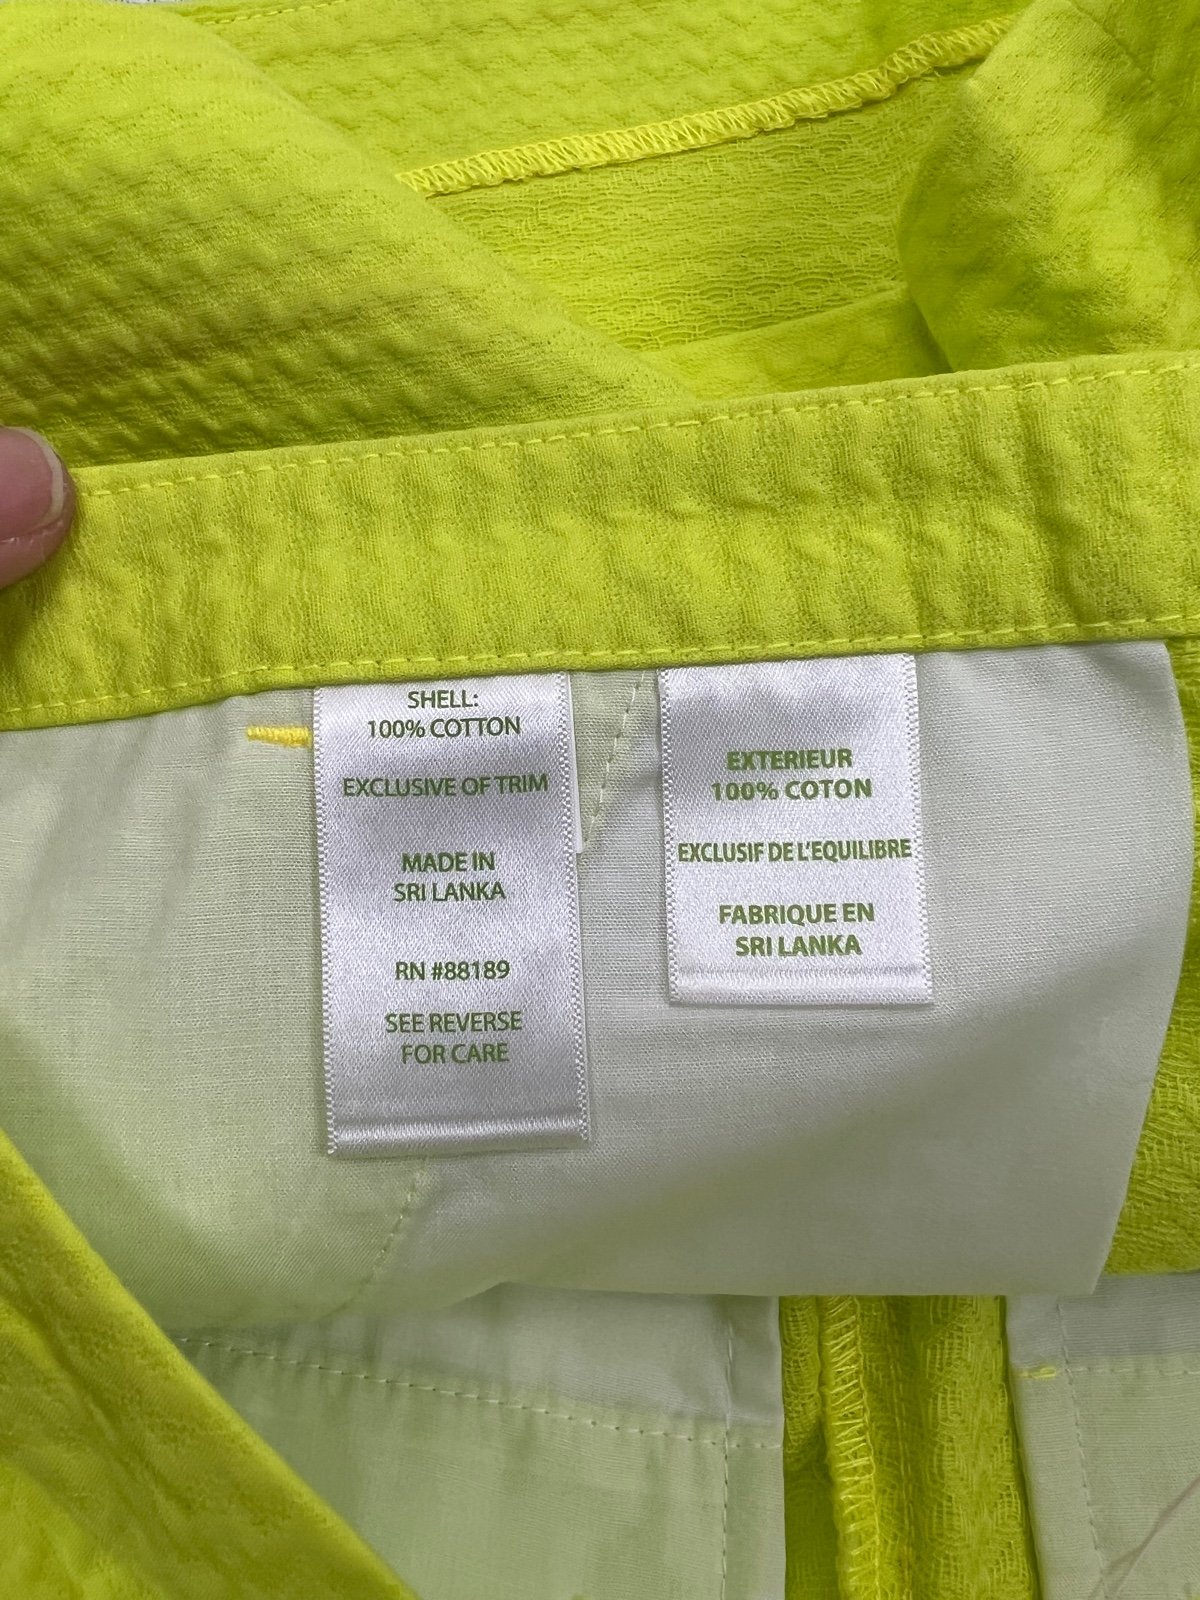 SHELL:
100% COTTON
EXCLUSIVE OF TRIM
MADE IN
SRI LANKA
RN #88189
SEE REVERSE
FOR CARE
EXTERIEUR
100% COTON
EXCLUSIF DE L'EQUILIBRE
FABRIQUE EN
SRI LANKA